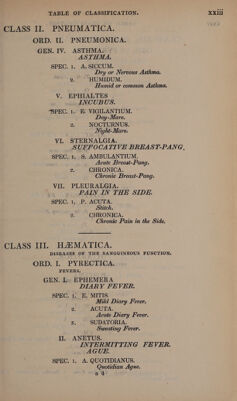 TABLE OF CLASSIFICATION. xxiii
CLASS II. PNEUMATICA.
ORD. II. PNEUMONICA.
GEN. IV. ASTHMA.
ASTHMA.
SPEC. 1. A. SICCUM.
Dry or Nervous Asthma.
2. HUMIDUM.
Humid or common Asthma.
V. EPHIALTES
INCUBUS.
SPEC. 1. E. VIGILANTIUM.
Day-Mare.
2. NOCTURNUS.
Night-Mare.
VI. STERNALGIA.
SUFFOCATIVE BREAST-PANG.
SPEC. 1. S. AMBULANTIUM.
Acute Breast-Pang.
2. CHRONICA.
Chronic Breast-Pang.
VII. PLEURALGIA.
PAIN IN THE SIDE.
SPEC. 1. P. ACUTA.
Stitch.
2. CHRONICA.
Chronic Pain in the Side.
CLASS III. HÆMATICA.
DISEASES OF THE SANGUINEOUS FUNCTION.
ORD. I. PYRECTICA.
FEVERS.
GEN. I. EPHEMERA
DIARY FEVER.
SPEC. 1. E. MITIS
Mild Diary Fever.
2. ACUTA.
Acute Diary Fever.
3. SUDATORIA.
Sweating Fever.
II. ANETUS.
INTERMITTING FEVER.
AGUE.
SPEC. 1. A. QUOTIDIANUS.
Quotidian Ague.